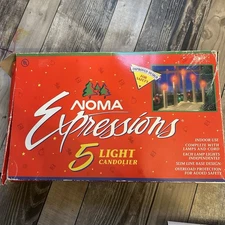 NOMA
Expressions
5 LIGHT
CANDOLIER
INDOOR USE
COMPLETE WITH
LAMPS AND CORD
EACH LAMP LIGHTS
INDEPENDENTLY
SLIM LINE BASE DESIGN
OVERLOAD PROTECTION
FOR ADDED SAFETY